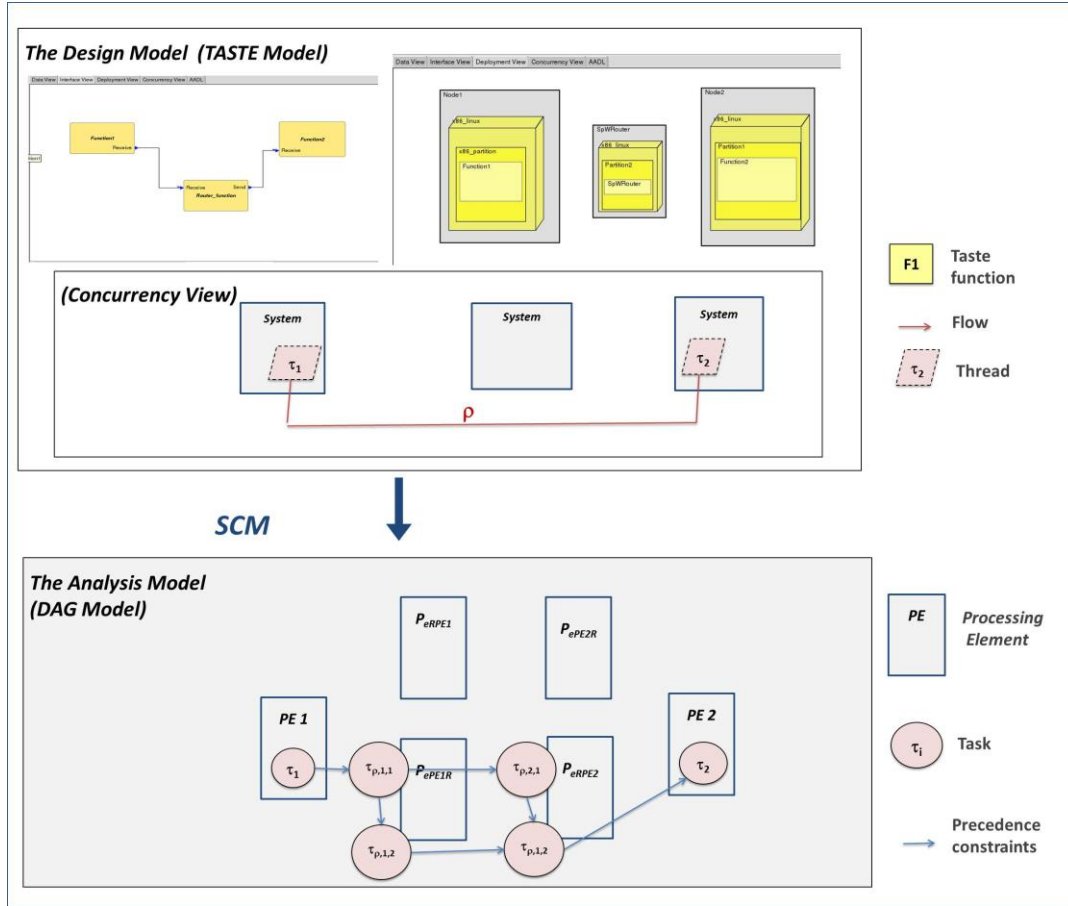 The Design Model (TASTE Model)
Data View Interface View Deployment View Concurrency View AADL
Function1
Receive
Function2
Receive
Receive Send
Router_function
Data View Interface View Deployment View Concurrency View AADL
Node1
x86_linux
x86_partition
Function1
SpWRouter
x86_linux
Partition2
SpWRouter
Node2
x86_linux
Partition1
Function2
(Concurrency View)
System
τ1
System
System
τ2
ρ
F1
Taste
function
Flow
τ2
Thread
SCM
The Analysis Model
(DAG Model)
PeRPE1
PePE2R
PE 1
τ1
τρ,1,1
PePE1R
τρ,2,1
PeRPE2
PE 2
τ2
τρ,1,2
τρ,1,2
PE
Processing
Element
τi
Task
Precedence
constraints